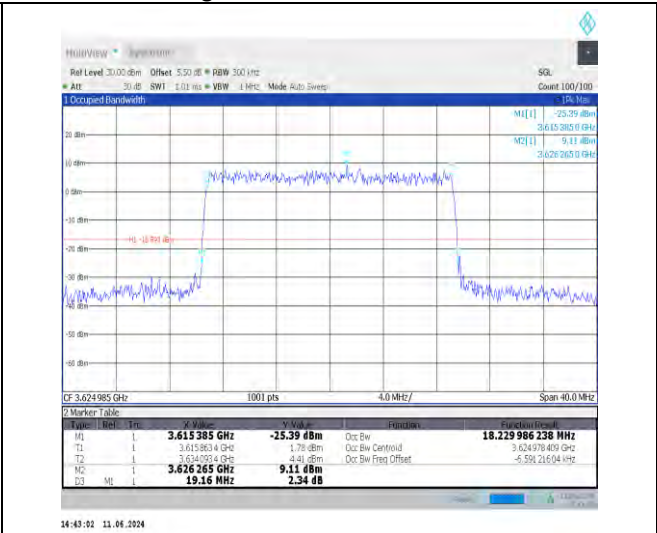 MultiView Spectrum
Ref Level 30.00 dBm Offset 5.50 dB RBW 300 kHz SGL
Att 30 dB SWT 1.01 ms VBW 1 MHz Mode Auto Sweep Count 100/100
1 Occupied Bandwidth 1Pk Max
M1[1] -25.39 dBm
3.615 385 0 GHz
M2[1] 9.11 dBm
3.626 265 0 GHz
20 dBm
10 dBm
0 dBm
-10 dBm
-20 dBm
-30 dBm
-40 dBm
-50 dBm
-60 dBm
CF 3.624 985 GHz 1001 pts 4.0 MHz/ Span 40.0 MHz
2 Marker Table
Type Ref Trc X-Value Y-Value Function Function Result
M1 1 3.615 385 GHz -25.39 dBm Occ Bw 18.229 986 238 MHz
T1 1 3.615 863 4 GHz 1.78 dBm Occ Bw Centroid 3.624 978 409 GHz
T2 1 3.634 093 4 GHz 4.41 dBm Occ Bw Freq Offset -6.591 216 04 kHz
M2 1 3.626 265 GHz 9.11 dBm
D3 M1 1 19.16 MHz 2.34 dB
14:43:02 11.06.2024